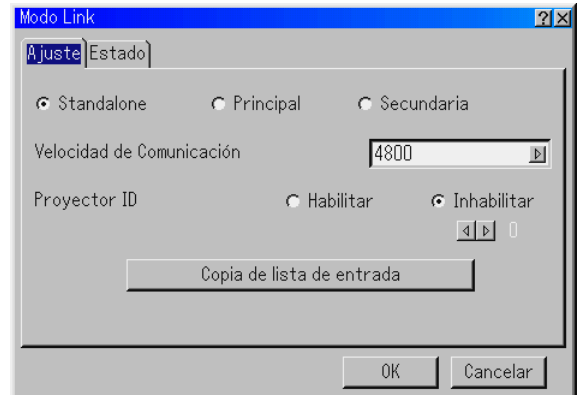 Modo Link
Ajuste Estado
Standalone Principal Secundaria
Velocidad de Comunicación 4800
Proyector ID Habilitar Inhabilitar
0
Copia de lista de entrada
OK Cancelar